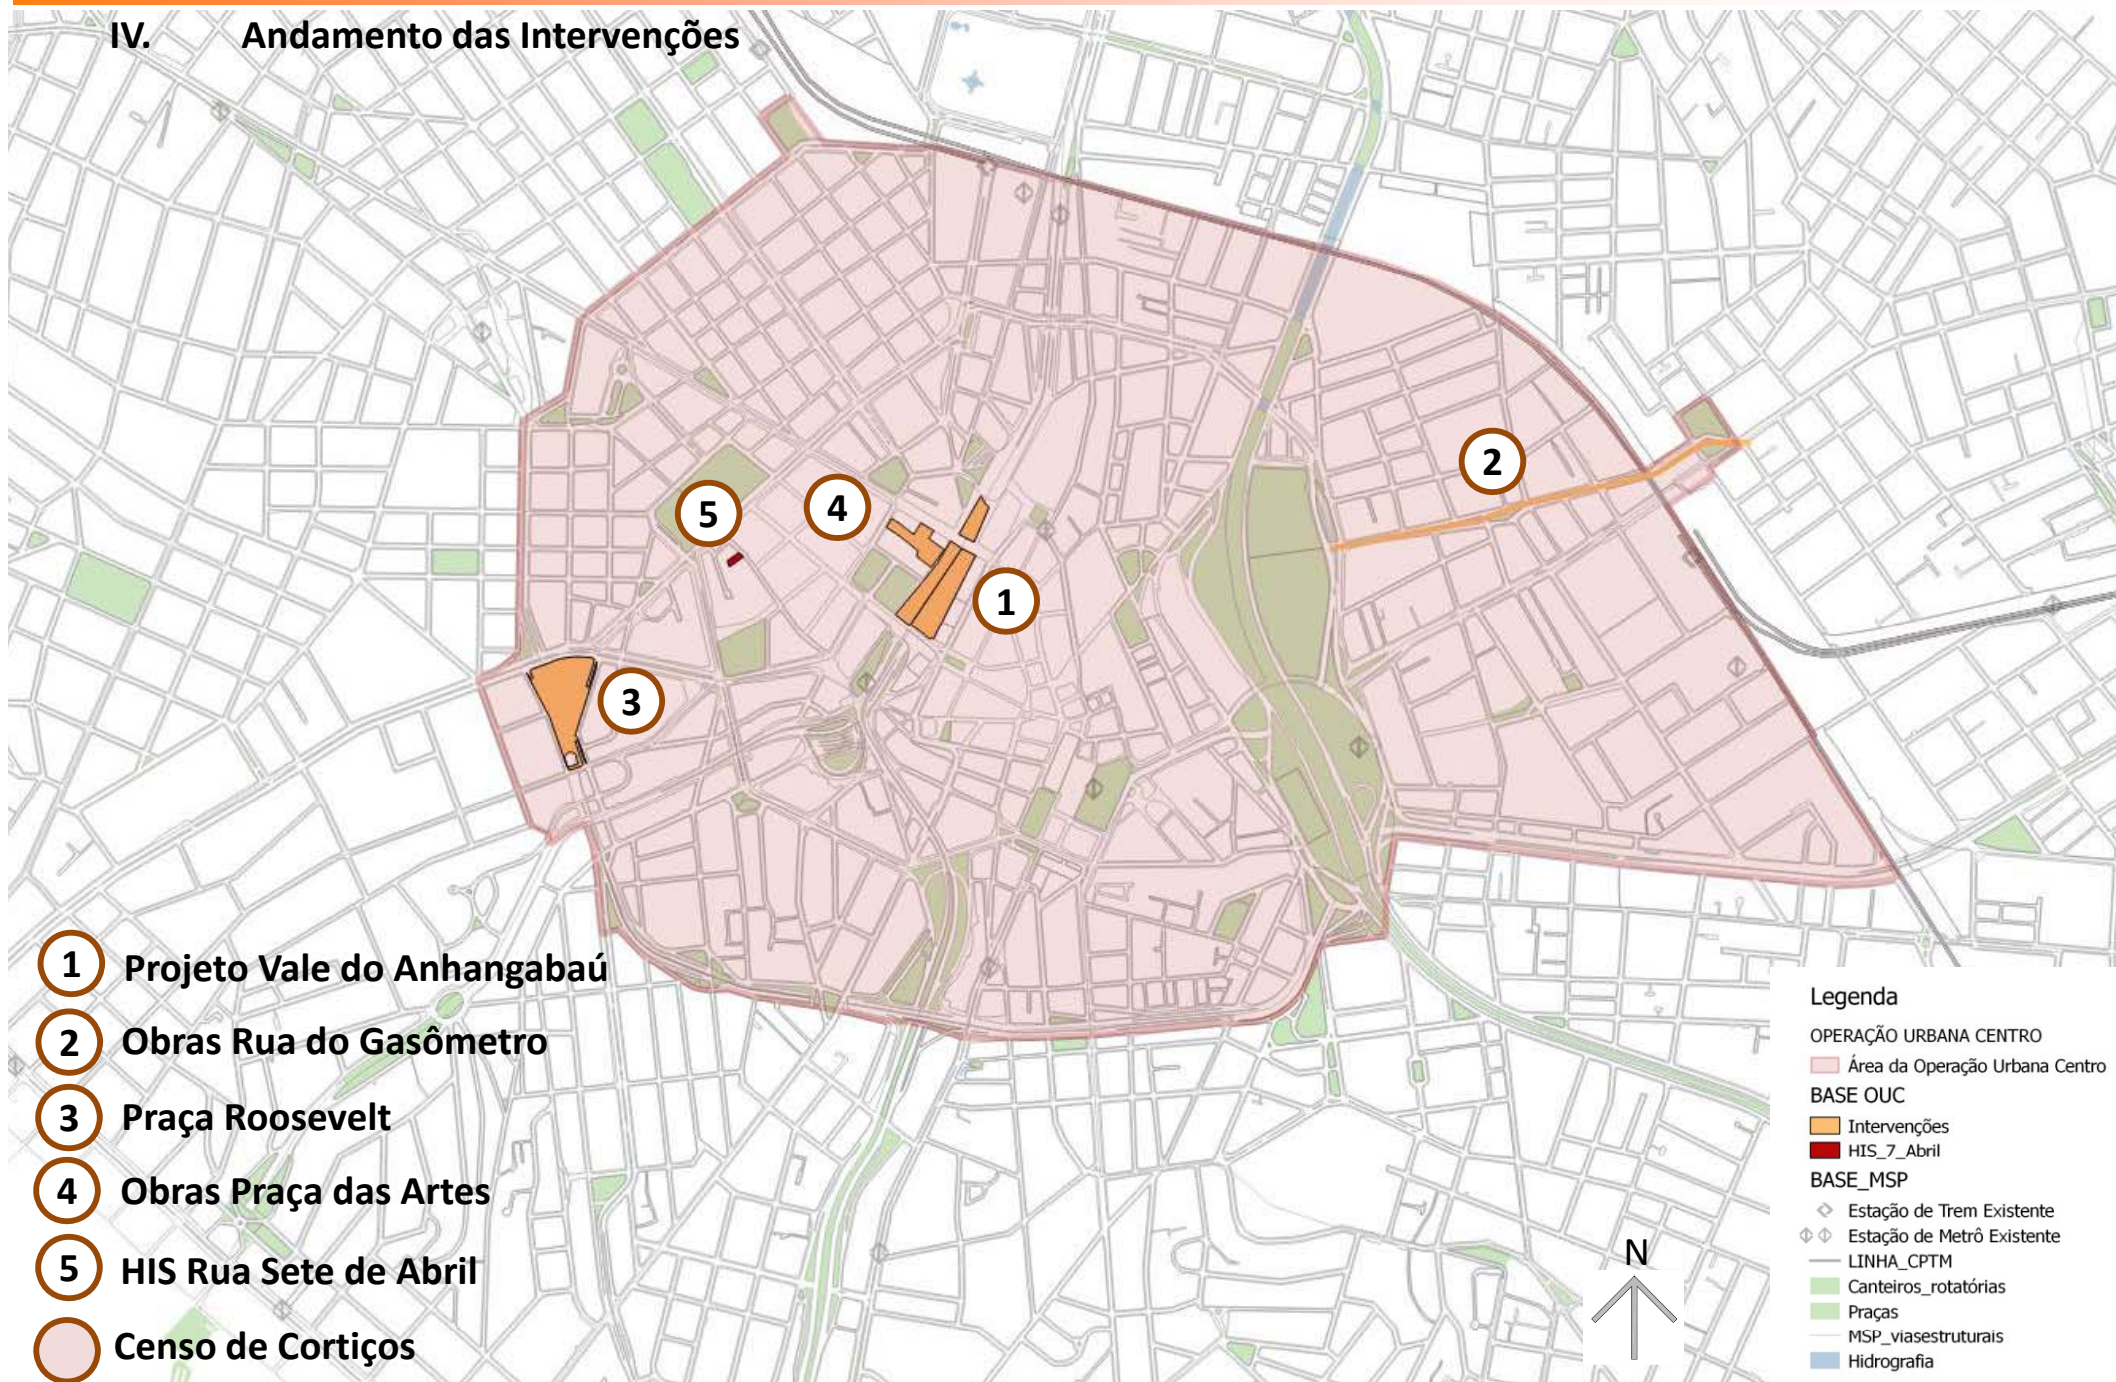 IV. Andamento das Intervenções
2
5
4
1
3
1 Projeto Vale do Anhangabaú
2 Obras Rua do Gasômetro
3 Praça Roosevelt
4 Obras Praça das Artes
5 HIS Rua Sete de Abril
Censo de Cortiços
N
Legenda
OPERAÇÃO URBANA CENTRO
Área da Operação Urbana Centro
BASE OUC
Intervenções
HIS_7_Abril
BASE_MSP
Estação de Trem Existente
Estação de Metrô Existente
LINHA_CPTM
Canteiros_rotatórias
Praças
MSP_viasestruturais
Hidrografia